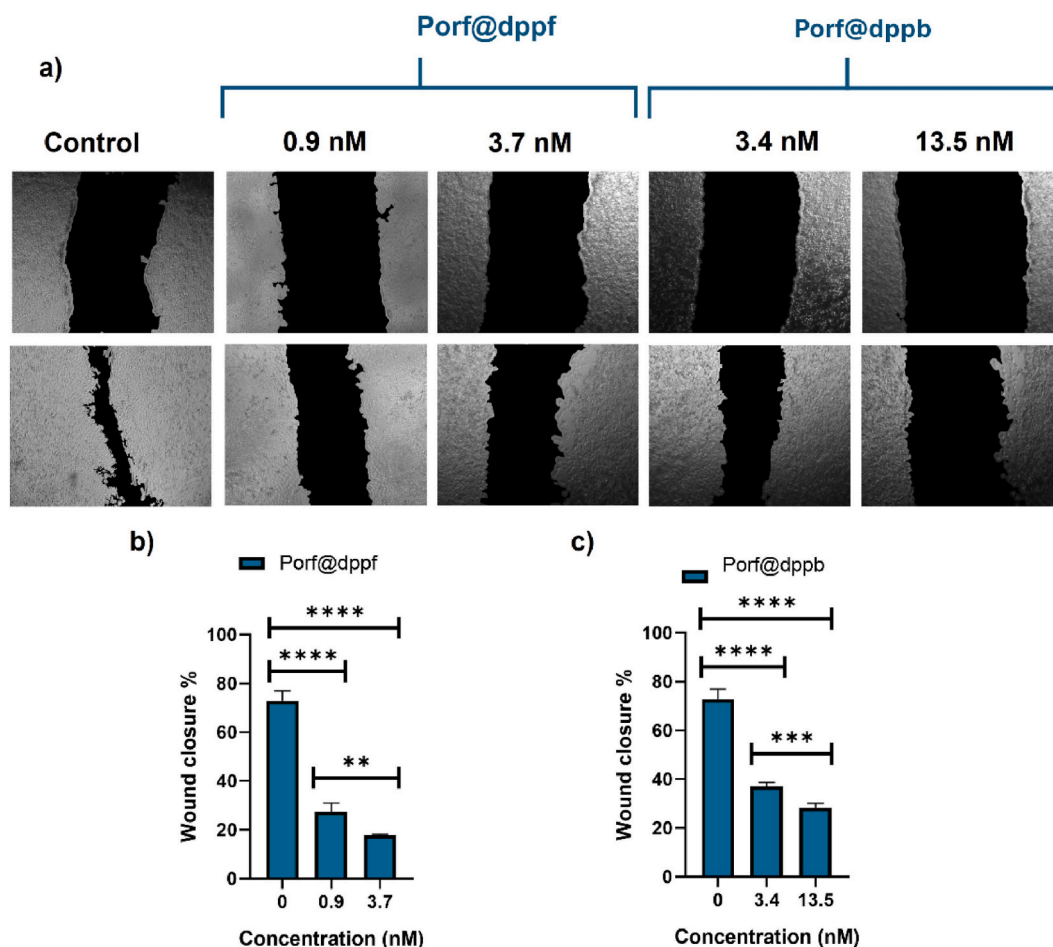 Porf@dppf Porf@dppb
a)
Control 0.9 nM 3.7 nM 3.4 nM 13.5 nM
b)
Porf@dppf
****
****
**
Wound closure %
100
80
60
40
20
0
0 0.9 3.7
Concentration (nM)
c)
Porf@dppb
****
****
***
Wound closure %
100
80
60
40
20
0
0 3.4 13.5
Concentration (nM)